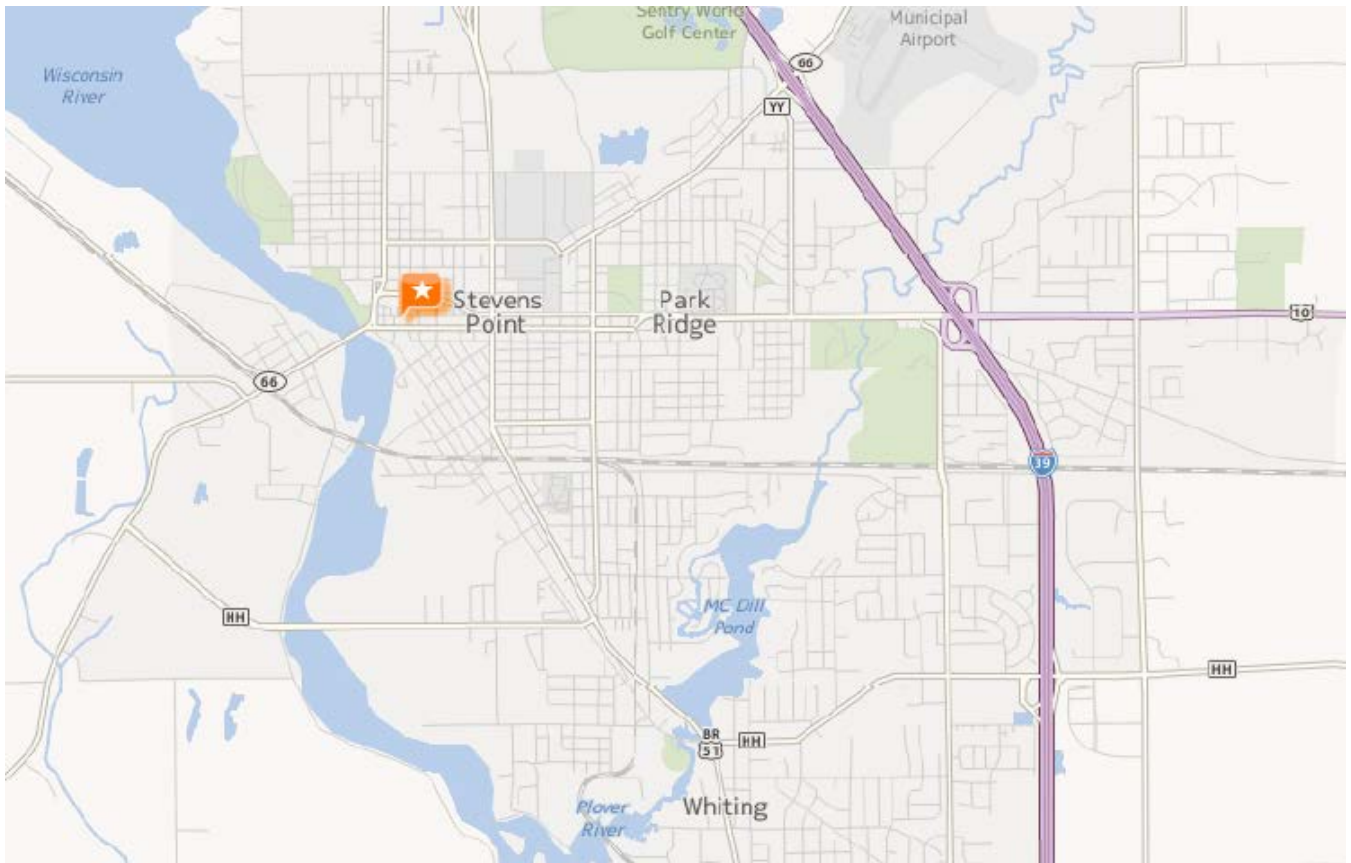 Sentry World
Golf Center
Municipal
Airport
66
Wisconsin
River
YY
Stevens
Point
Park
Ridge
10
66
39
HH
MC Dill
Pond
HH
BR
51
HH
Plover
River
Whiting